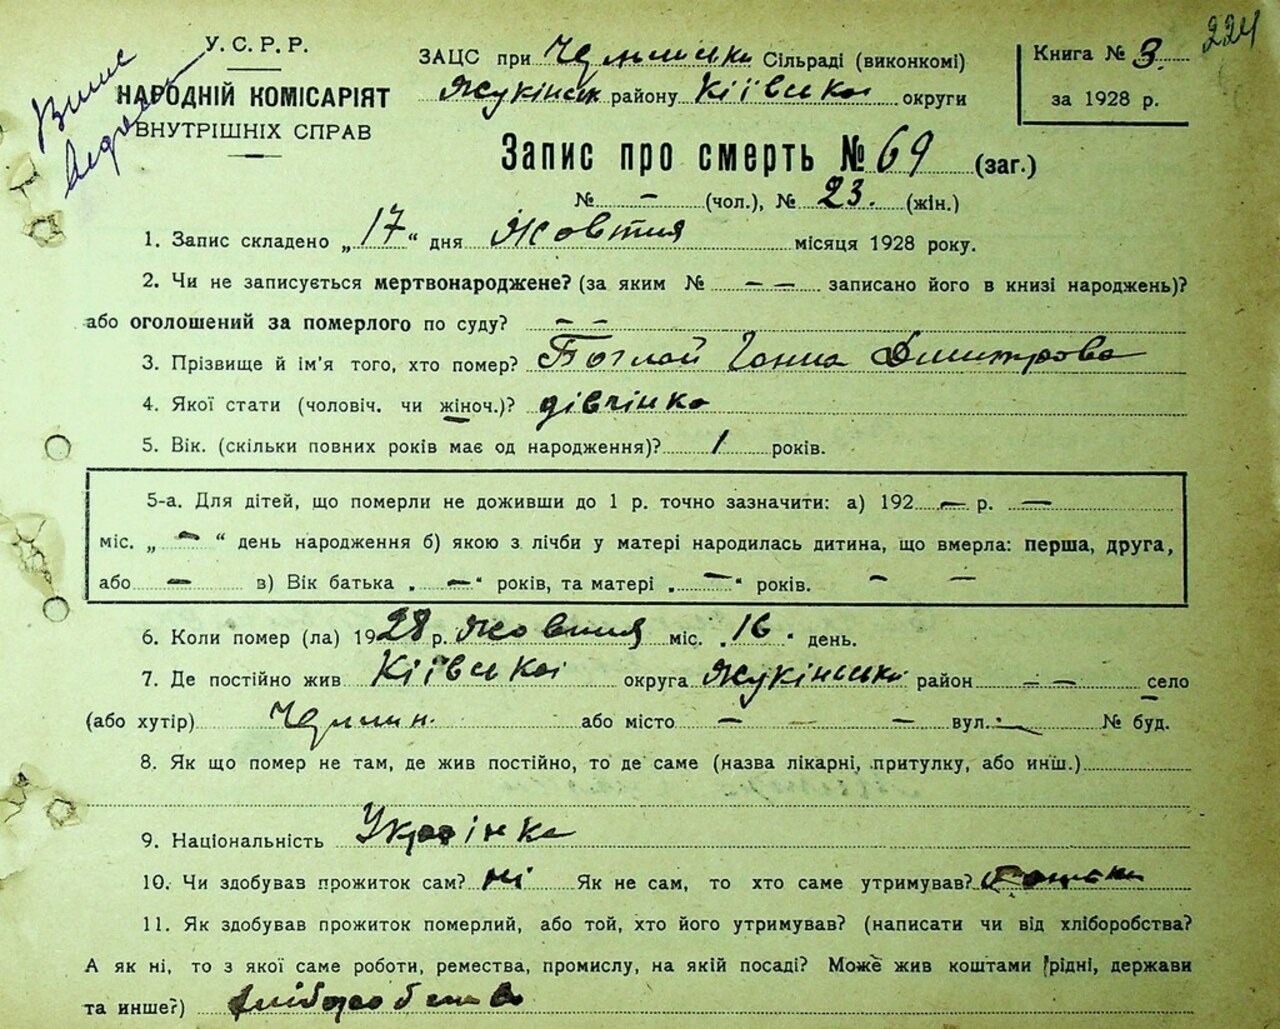 224
У. С. Р. Р.
НАРОДНІЙ КОМІСАРІЯТ
ВНУТРІШНІХ СПРАВ
ЗАЦС при Сільраді (виконкомі)
Жукінськ району Київської округи
Книга № 3.
за 1928 р.
Запис про смерть № 69 (заг.)
№ – (чол.), № 23. (жін.)
1. Запис складено „17“ дня Жовтня місяця 1928 року.
2. Чи не записується мертвонароджене? (за яким № – – записано його в книзі народжень)?
або оголошений за померлого по суду? – –
3. Прізвище й ім'я того, хто помер? Боглай Ганна Дмитрова
4. Якої стати (чоловіч. чи жіноч.)? дівчінка
5. Вік. (скільки повних років має од народження)? 1 років.
5-а. Для дітей, що померли не доживши до 1 р. точно зазначити: а) 192 – р. –
міс. „ – “ день народження б) якою з лічби у матері народилась дитина, що вмерла: перша, друга,
або – в) Вік батька „ – “ років, та матері „ – “ років. – –
6. Коли помер (ла) 1928 р. Жовтня міс. „16“ день.
7. Де постійно жив Київської округа Жукінськ район – – село
(або хутір) або місто – – – вул. № буд.
8. Як що помер не там, де жив постійно, то де саме (назва лікарні, притулку, або инш.)
9. Національність Українка
10. Чи здобував прожиток сам? ні Як не сам, то хто саме утримував? батьки
11. Як здобував прожиток померлий, або той, хто його утримував? (написати чи від хліборобства?
А як ні, то з якої саме роботи, ремества, промислу, на якій посаді? Може жив коштами рідні, держави
та инше?) хліборобство